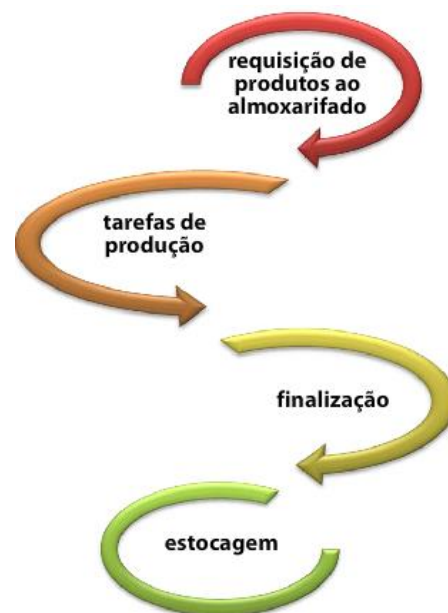 requisição de
produtos ao
almoxarifado
tarefas de
produção
finalização
estocagem